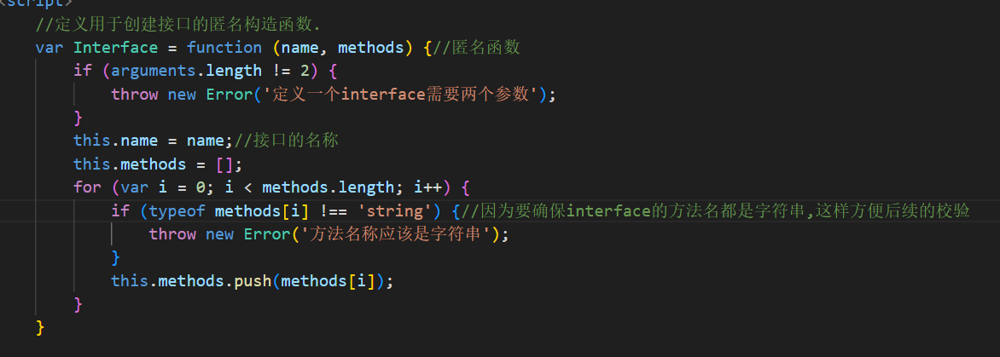 <script>
//定义用于创建接口的匿名构造函数.
var Interface = function (name, methods) {//匿名函数
if (arguments.length != 2) {
throw new Error('定义一个interface需要两个参数');
}
this.name = name;//接口的名称
this.methods = [];
for (var i = 0; i < methods.length; i++) {
if (typeof methods[i] !== 'string') {//因为要确保interface的方法名都是字符串,这样方便后续的校验
throw new Error('方法名称应该是字符串');
}
this.methods.push(methods[i]);
}
}